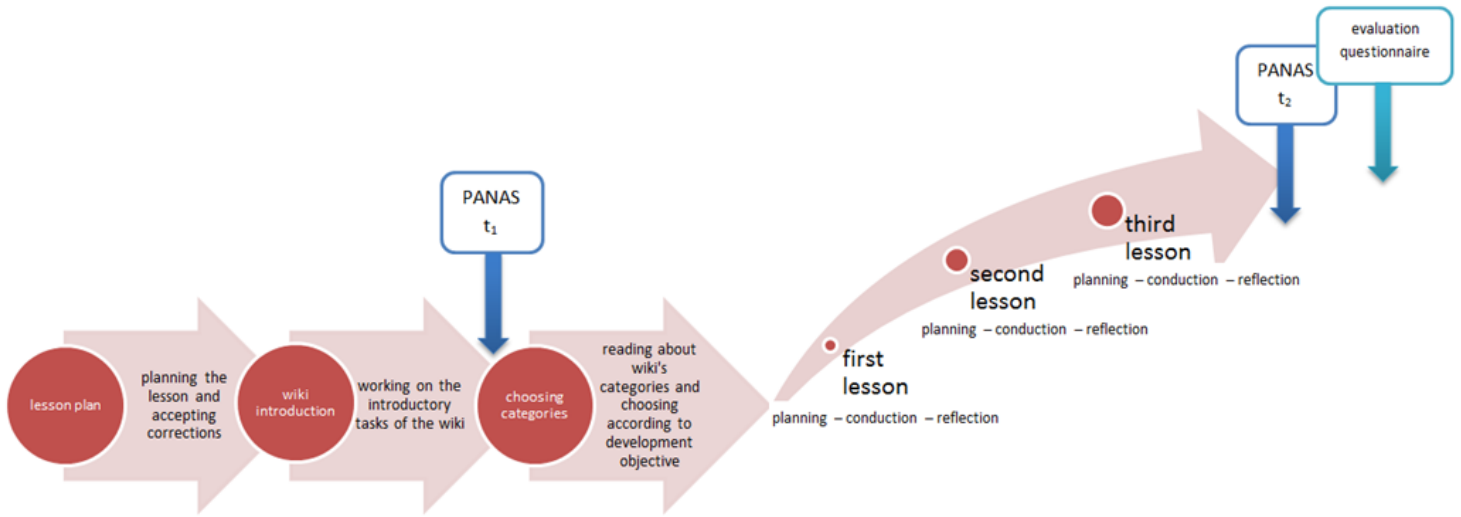 lesson plan
planning the
lesson and
accepting
corrections
wiki
introduction
working on the
introductory
tasks of the wiki
PANAS
t₁
choosing
categories
reading about
wiki's
categories and
choosing
according to
development
objective
first
lesson
planning – conduction – reflection
second
lesson
planning – conduction – reflection
third
lesson
planning – conduction – reflection
PANAS
t₂
evaluation
questionnaire